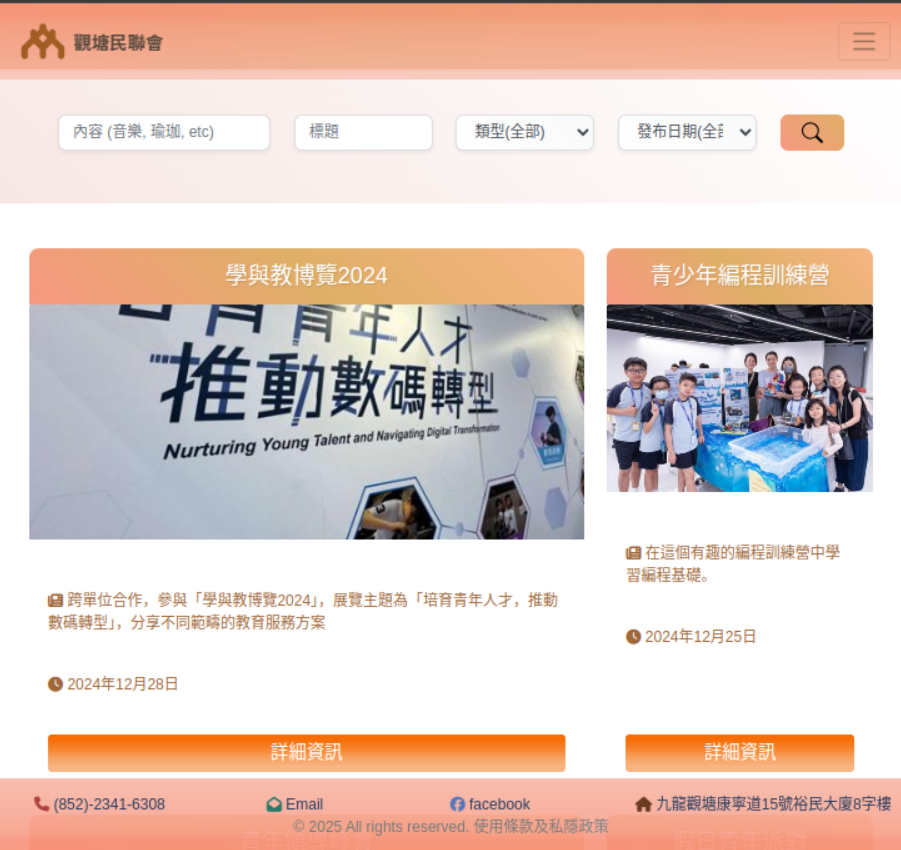 觀塘民聯會
內容 (音樂, 瑜珈, etc)
標題
類型(全部)
發布日期(全部
學與教博覽2024
青少年編程訓練營
培育青年人才
推動數碼轉型
Nurturing Young Talent and Navigating Digital Transformation
在這個有趣的編程訓練營中學
習編程基礎。
2024年12月25日
跨單位合作，參與「學與教博覽2024」，展覽主題為「培育青年人才，推動
數碼轉型」，分享不同範疇的教育服務方案
2024年12月28日
詳細資訊
詳細資訊
(852)-2341-6308
Email
facebook
九龍觀塘康寧道15號裕民大廈8字樓
© 2025 All rights reserved. 使用條款及私隱政策
假日青年派對